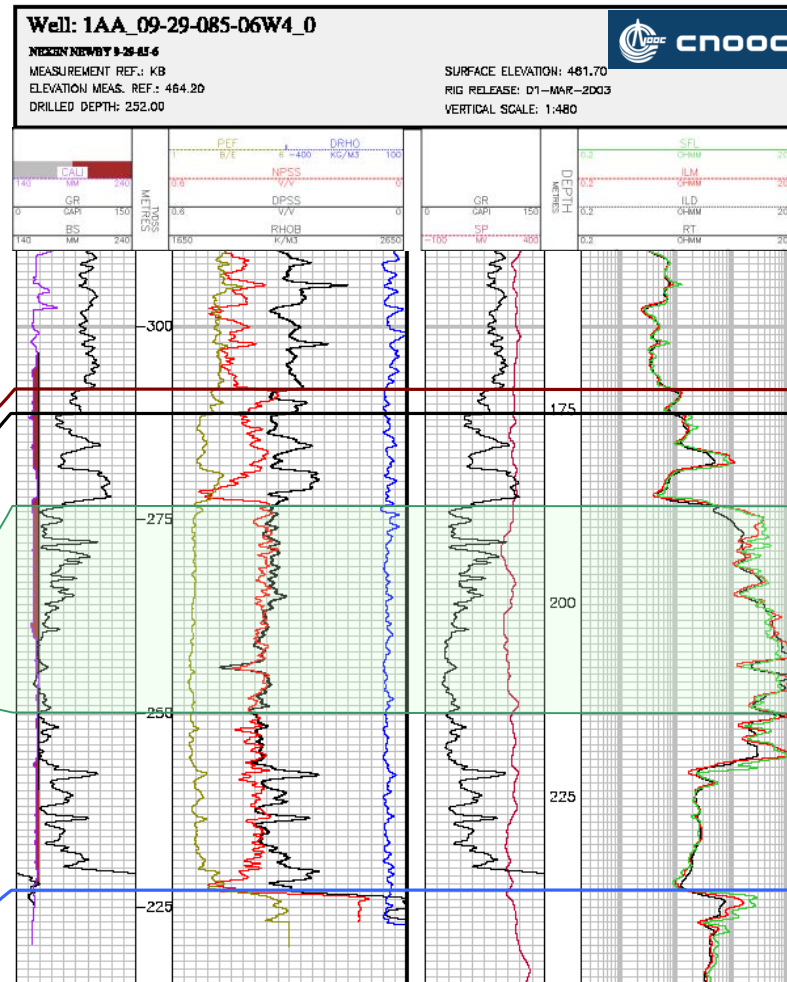 Well: 1AA_09-29-085-06W4_0
NEXEN NEWBY 9-29-85-6
MEASUREMENT REF.: KB
ELEVATION MEAS. REF.: 464.20
DRILLED DEPTH: 252.00
SURFACE ELEVATION: 461.70
RIG RELEASE: 01-MAR-2003
VERTICAL SCALE: 1:480
cnooc
CALI
140 MM 240
GR
0 GAPI 150
BS
140 MM 240
TVDSS
METRES
PEF
1 B/E 6
DRHO
-400 KG/M3 100
NPSS
0.6 V/V 0
DPSS
0.6 V/V 0
RHOB
1650 K/M3 2650
GR
0 GAPI 150
SP
-100 MV 400
DEPTH
METRES
SFL
0.2 OHMM 20
ILM
0.2 OHMM 20
ILD
0.2 OHMM 20
RT
0.2 OHMM 20
-300
175
-275
200
-250
225
-225